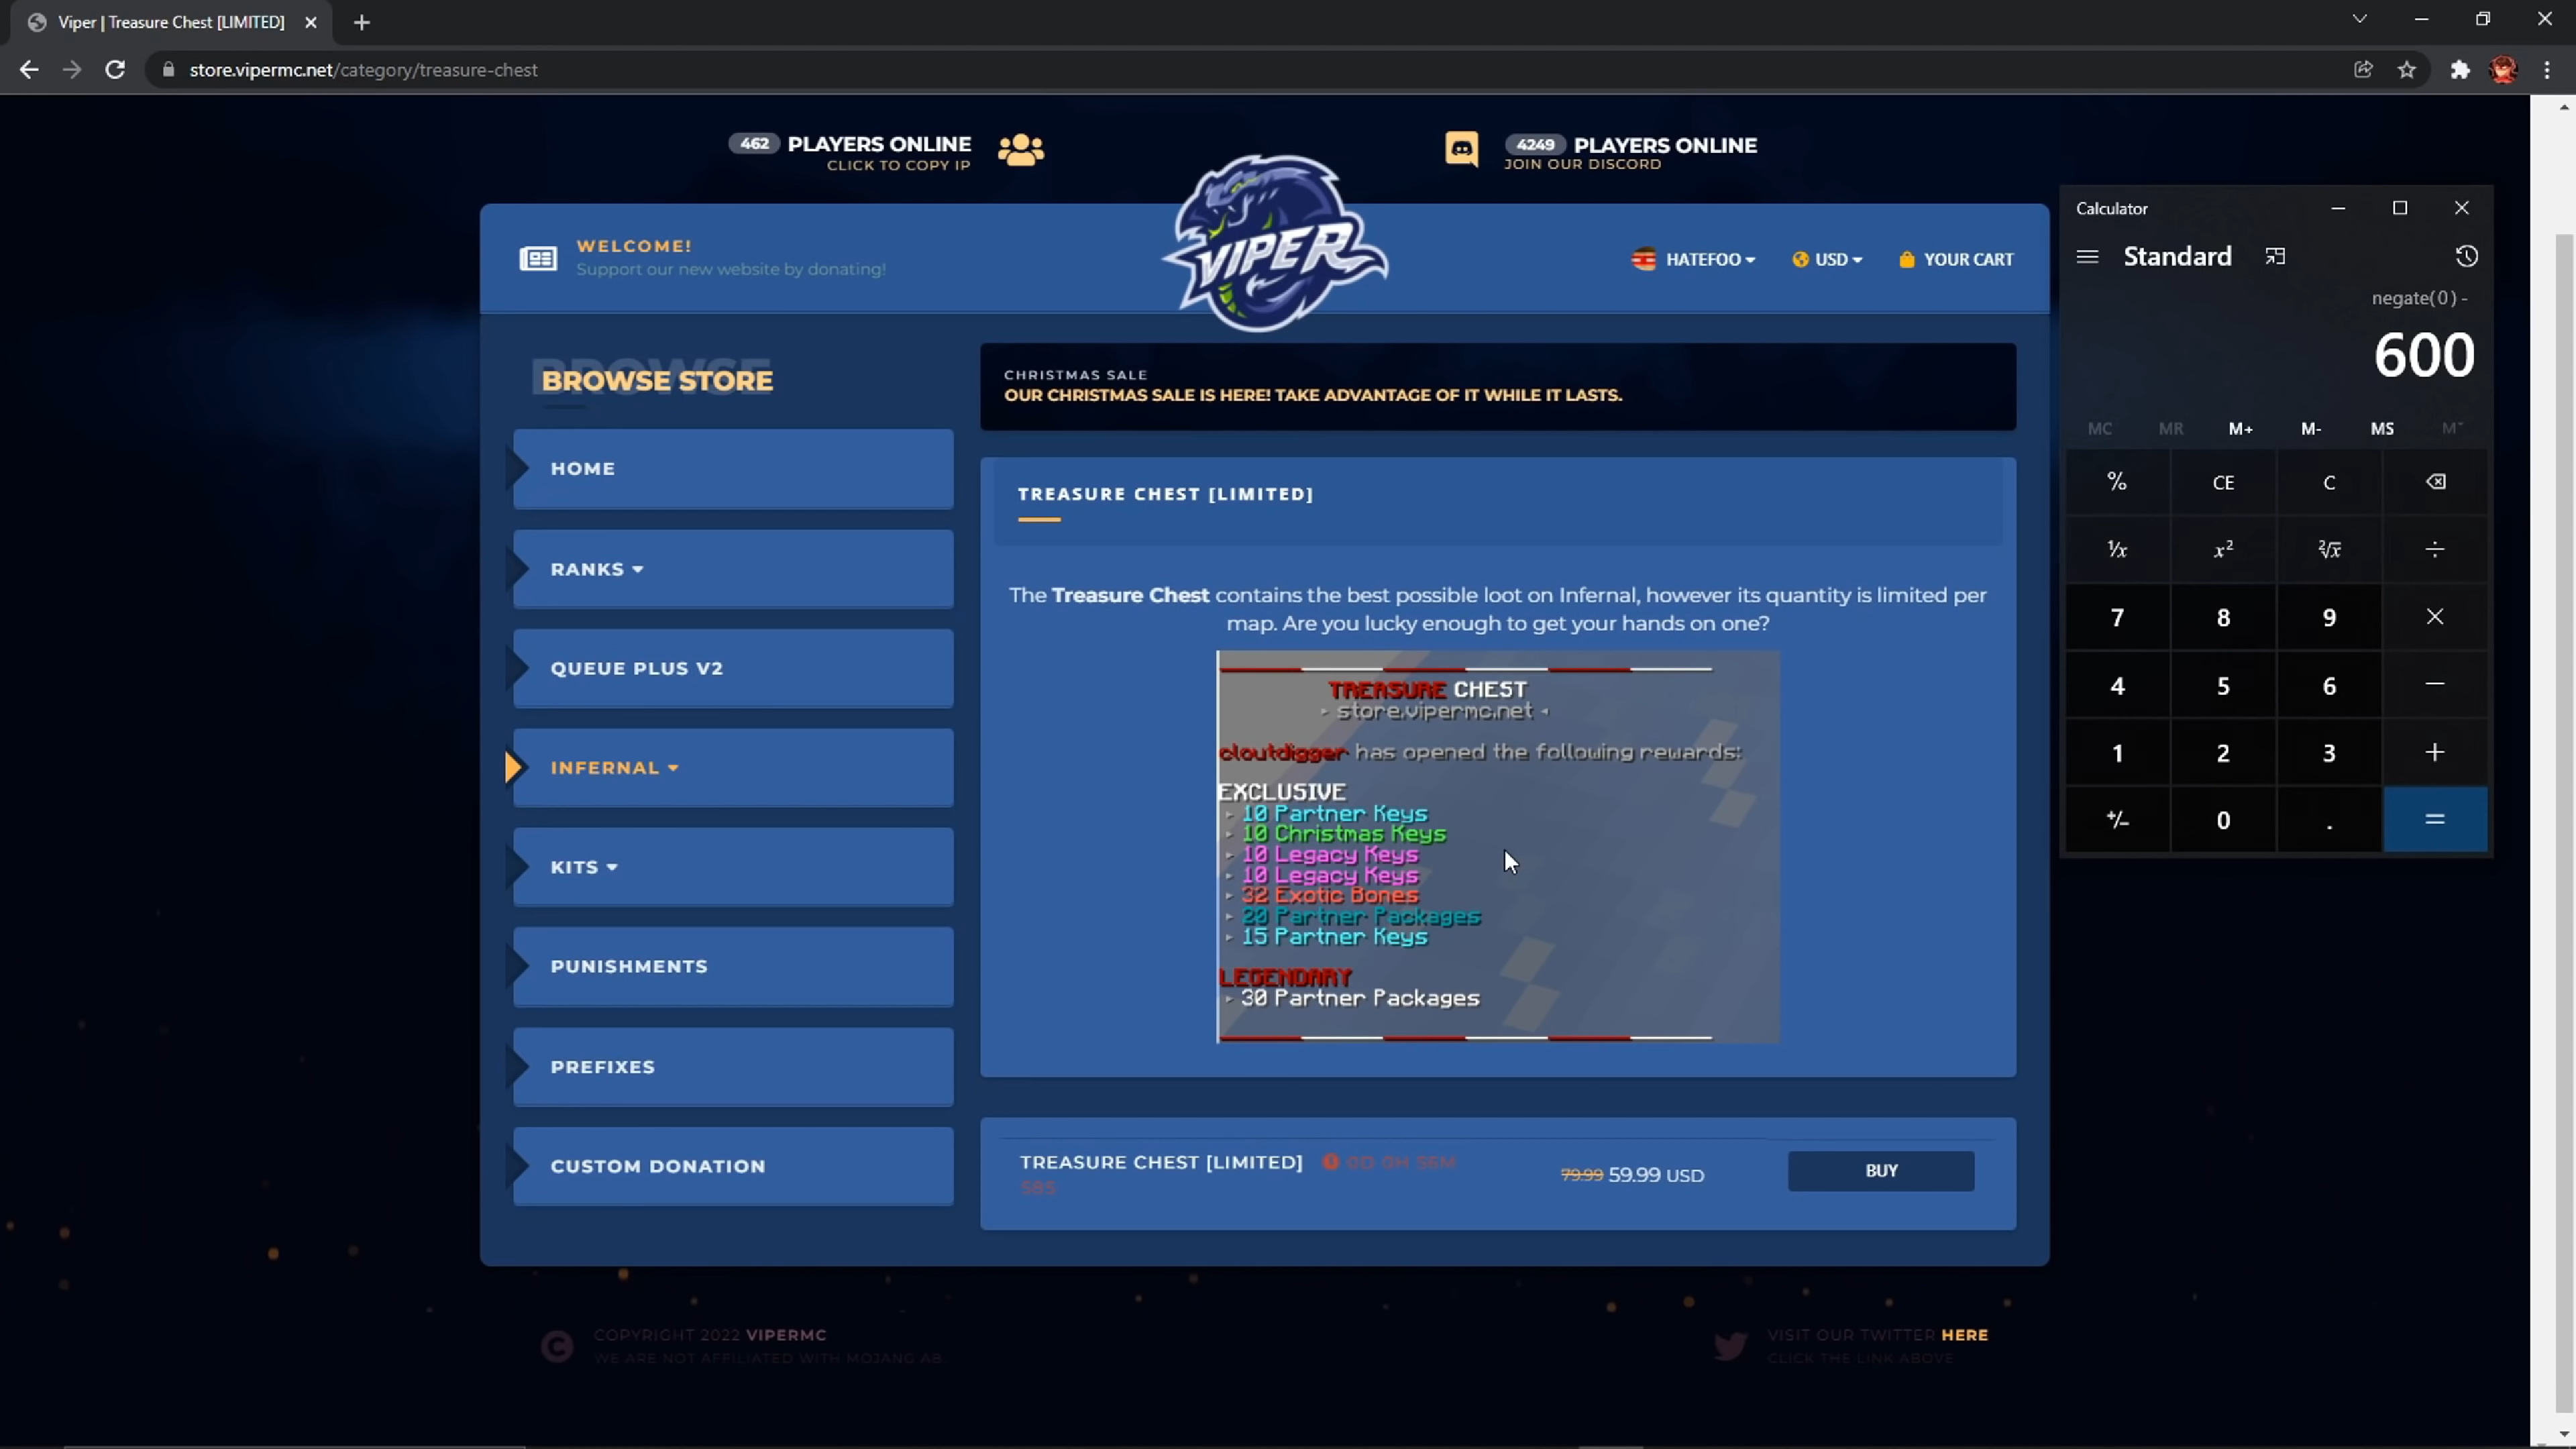 Viper | Treasure Chest [LIMITED]
store.vipermc.net/category/treasure-chest
462 PLAYERS ONLINE
CLICK TO COPY IP
4249 PLAYERS ONLINE
JOIN OUR DISCORD
WELCOME!
Support our new website by donating!
VIPER
HATEFOO
USD
YOUR CART
BROWSE
BROWSE STORE
HOME
RANKS
QUEUE PLUS V2
INFERNAL
KITS
PUNISHMENTS
PREFIXES
CUSTOM DONATION
CHRISTMAS SALE
OUR CHRISTMAS SALE IS HERE! TAKE ADVANTAGE OF IT WHILE IT LASTS.
TREASURE CHEST [LIMITED]
The Treasure Chest contains the best possible loot on Infernal, however its quantity is limited per
map. Are you lucky enough to get your hands on one?
TREASURE CHEST
store.vipermc.net
cloutdigger has opened the following rewards:
EXCLUSIVE
10 Partner Keys
10 Christmas Keys
10 Legacy Keys
10 Legacy Keys
32 Exotic Bones
20 Partner Packages
15 Partner Keys
LEGENDARY
30 Partner Packages
TREASURE CHEST [LIMITED] 0D 0H 56M
58S
79.99 59.99 USD
BUY
COPYRIGHT 2022 VIPERMC
WE ARE NOT AFFILIATED WITH MOJANG AB.
VISIT OUR TWITTER HERE
CLICK THE LINK ABOVE
Calculator
Standard
negate(0) -
600
MC MR M+ M- MS M˅
% CE C
¹/x x² ²√x ÷
7 8 9 ×
4 5 6 −
1 2 3 +
+/− 0 . =